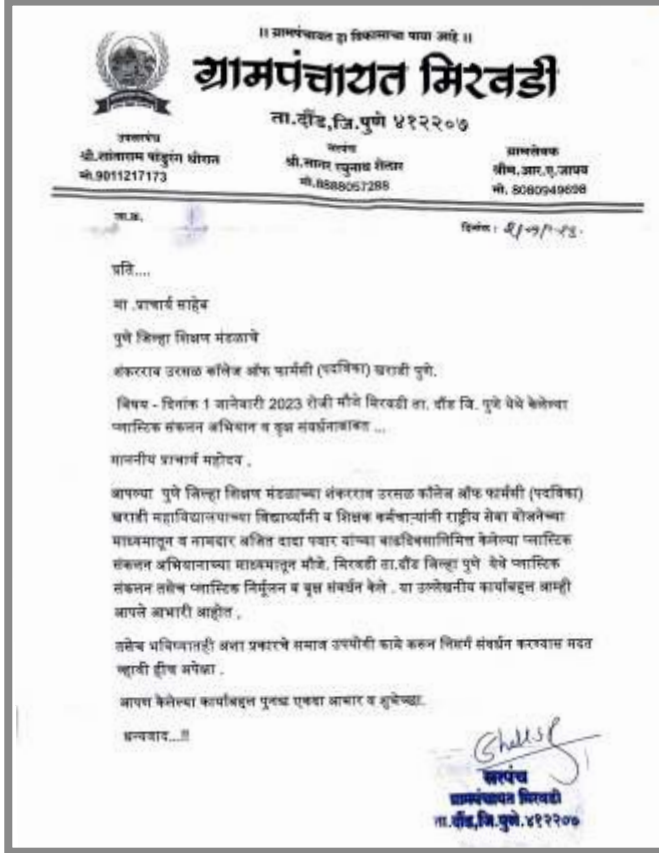 ॥ ग्रामपंचायत हा विकासाचा पाया आहे ॥
ग्रामपंचायत मिरवडी
ता.दौंड,जि.पुणे ४१२२०७
उपसरपंच
श्री.शांताराम पांडुरंग थोरात
मो.9011217173
सरपंच
श्री.सागर रघुनाथ शेलार
मो.8888057288
ग्रामसेवक
श्रीम.आर.ए.जाधव
मो. 8080949698
जा.क्र.
दिनांक :
प्रति....
मा .प्राचार्य साहेब
पुणे जिल्हा शिक्षण मंडळाचे
शंकरराव उरसळ कॉलेज ऑफ फार्मसी (पदविका) खराडी पुणे.
विषय - दिनांक 1 जानेवारी 2023 रोजी मौजे मिरवडी ता. दौंड जि. पुणे येथे केलेल्या
प्लास्टिक संकलन अभियान व वृक्ष संवर्धनाबाबत ...
माननीय प्राचार्य महोदय ,
आपल्या पुणे जिल्हा शिक्षण मंडळाच्या शंकरराव उरसळ कॉलेज ऑफ फार्मसी (पदविका)
खराडी महाविद्यालयाच्या विद्यार्थ्यांनी व शिक्षक कर्मचाऱ्यांनी राष्ट्रीय सेवा योजनेच्या
माध्यमातून व नामदार अजित दादा पवार यांच्या वाढदिवसानिमित्त केलेल्या प्लास्टिक
संकलन अभियानाच्या माध्यमातून मौजे. मिरवडी ता.दौंड जिल्हा पुणे येथे प्लास्टिक
संकलन तसेच प्लास्टिक निर्मूलन व वृक्ष संवर्धन केले . या उल्लेखनीय कार्याबद्दल आम्ही
आपले आभारी आहोत .
तसेच भविष्यातही अशा प्रकारचे समाज उपयोगी कामे करून निसर्ग संवर्धन करण्यास मदत
व्हावी हीच अपेक्षा .
आपण केलेल्या कार्याबद्दल पुनश्च एकदा आभार व शुभेच्छा.
धन्यवाद...!!
सरपंच
ग्रामपंचायत मिरवडी
ता.दौंड,जि.पुणे.४१२२०७